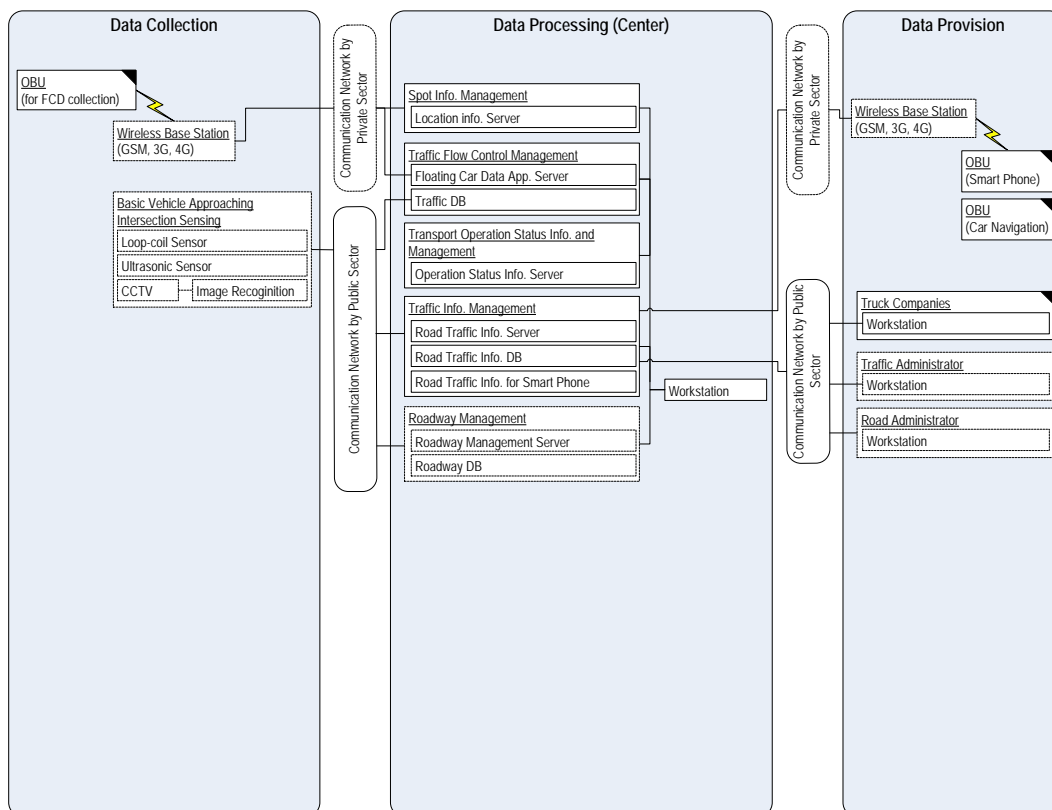 Data Collection
OBU
(for FCD collection)
Wireless Base Station
(GSM, 3G, 4G)
Basic Vehicle Approaching
Intersection Sensing
Loop-coil Sensor
Ultrasonic Sensor
CCTV
Image Recoginition
Communication Network by
Private Sector
Communication Network by Public Sector
Data Processing (Center)
Spot Info. Management
Location info. Server
Traffic Flow Control Management
Floating Car Data App. Server
Traffic DB
Transport Operation Status Info. and
Management
Operation Status Info. Server
Traffic Info. Management
Road Traffic Info. Server
Road Traffic Info. DB
Road Traffic Info. for Smart Phone
Roadway Management
Roadway Management Server
Roadway DB
Workstation
Communication Network by
Private Sector
Communication Network by Public
Sector
Data Provision
Wireless Base Station
(GSM, 3G, 4G)
OBU
(Smart Phone)
OBU
(Car Navigation)
Truck Companies
Workstation
Traffic Administrator
Workstation
Road Administrator
Workstation